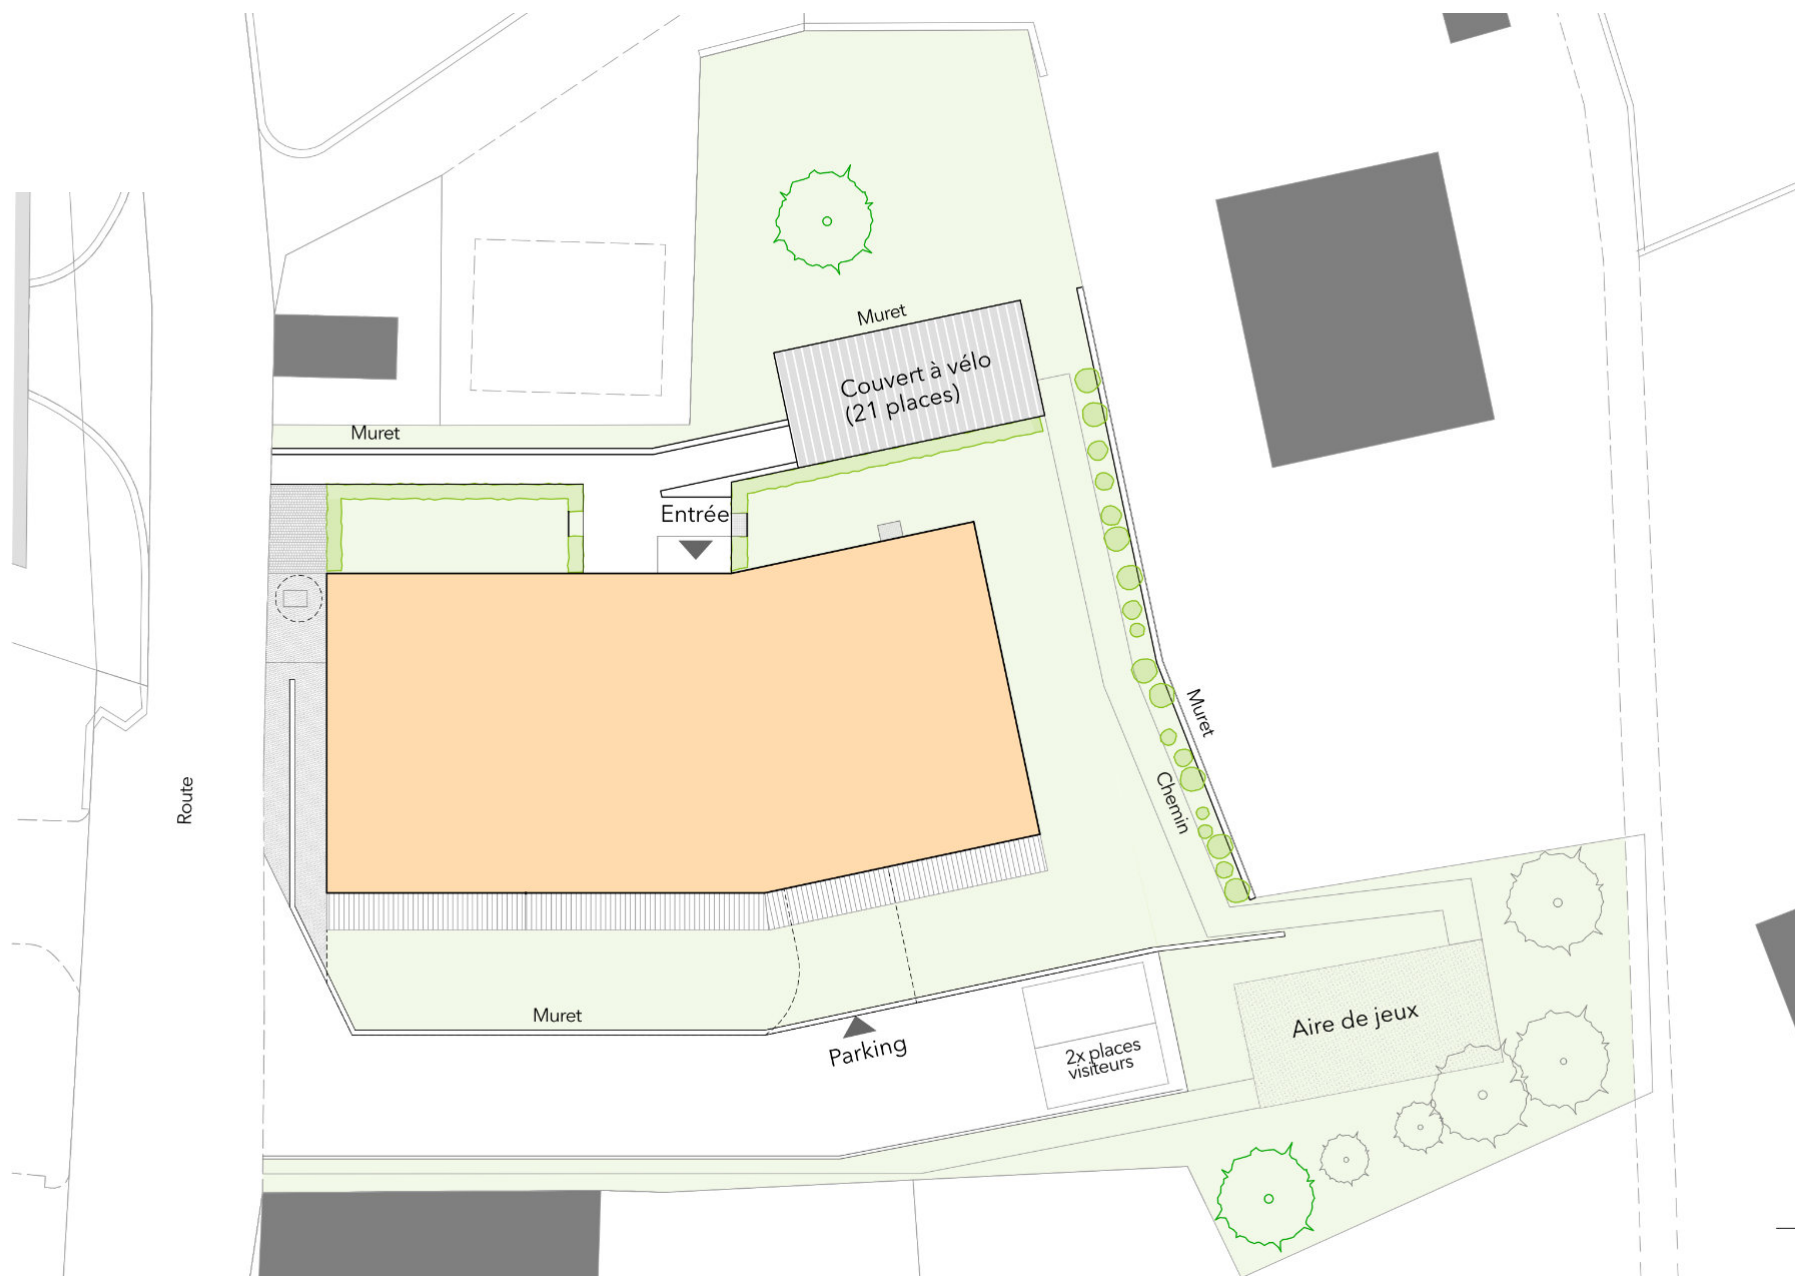 Muret
Couvert à vélo
(21 places)
Muret
Entrée
Muret
Chemin
Route
Muret
Aire de jeux
Parking
2x places
visiteurs